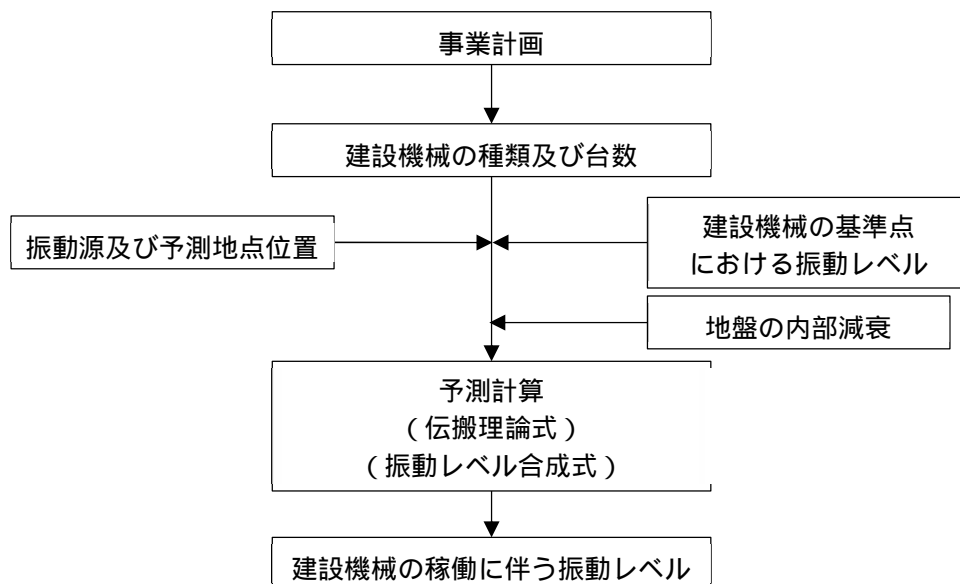 事業計画
建設機械の種類及び台数
振動源及び予測地点位置
建設機械の基準点
における振動レベル
地盤の内部減衰
予測計算
（伝搬理論式）
（振動レベル合成式）
建設機械の稼働に伴う振動レベル